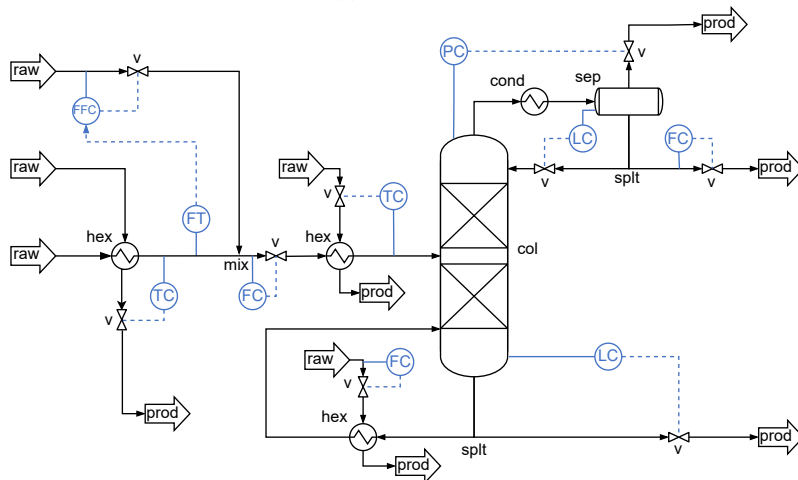 prod
v
PC
v
cond
sep
raw
FFC
LC
FC
raw
raw
TC
v
splt
v
prod
v
FT
hex
hex
raw
mix
v
col
TC
FC
prod
v
raw
FC
LC
v
prod
hex
splt
v
prod
prod